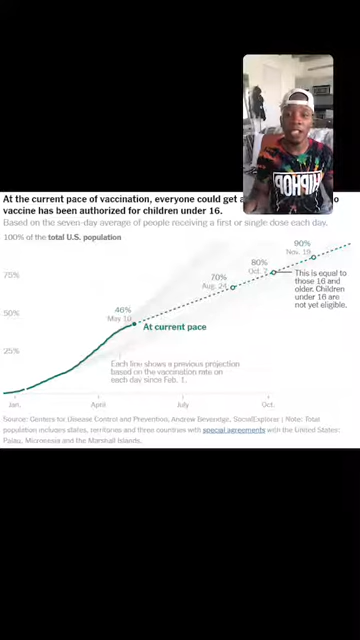 At the current pace of vaccination, everyone could get a
vaccine has been authorized for children under 16.
Based on the seven-day average of people receiving a first or single dose each day.
100% of the total U.S. population
90%
Nov. 19
80%
Oct. 7
This is equal to
those 16 and
older. Children
under 16 are
not yet eligible.
75%
70%
Aug. 24
50%
46%
May 10
At current pace
25%
Each line shows a previous projection
based on the vaccination rate on
each day since Feb. 1.
Jan.
April
July
Oct.
Source: Centers for Disease Control and Prevention, Andrew Beveridge, SocialExplorer | Note: Total
population includes states, territories and three countries with special agreements with the United States:
Palau, Micronesia and the Marshall Islands.